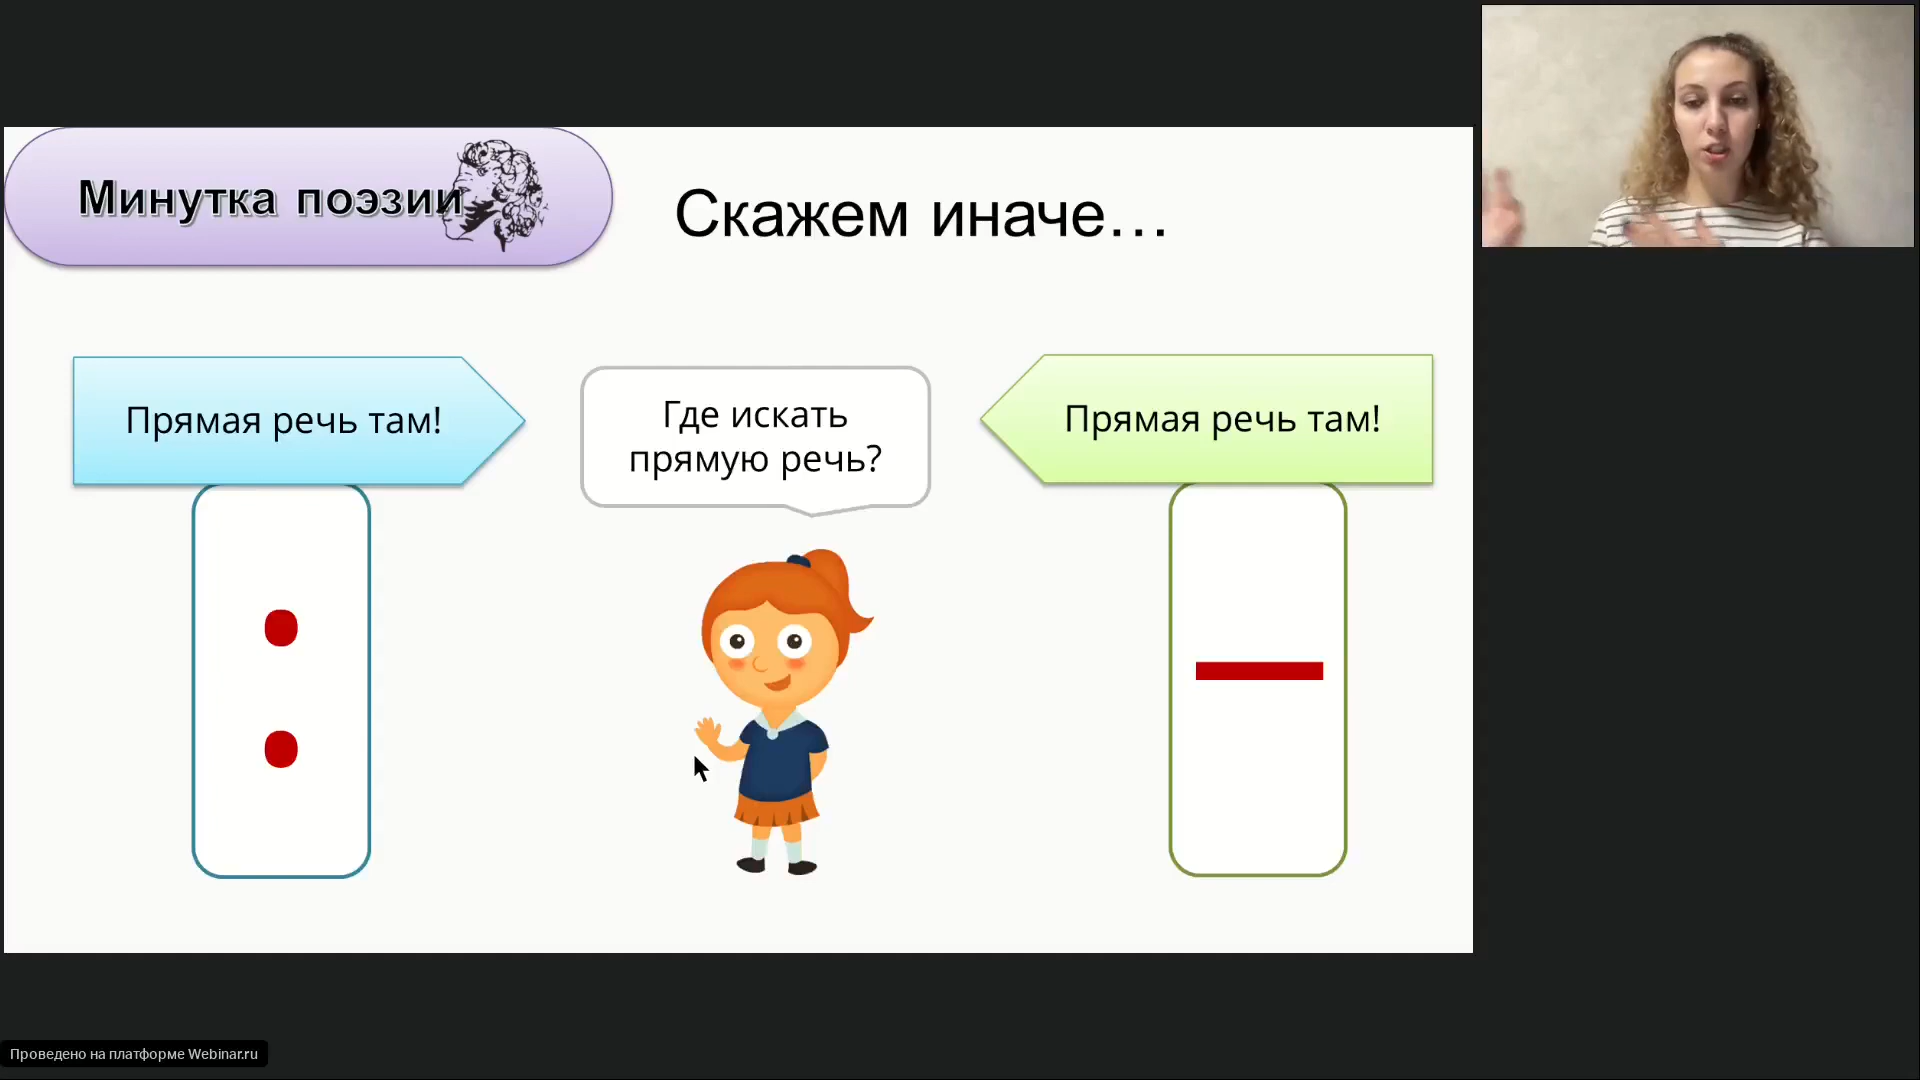 Минутка поэзии
Скажем иначе...
Прямая речь там!
Где искать
прямую речь?
Прямая речь там!
Проведено на платформе Webinar.ru